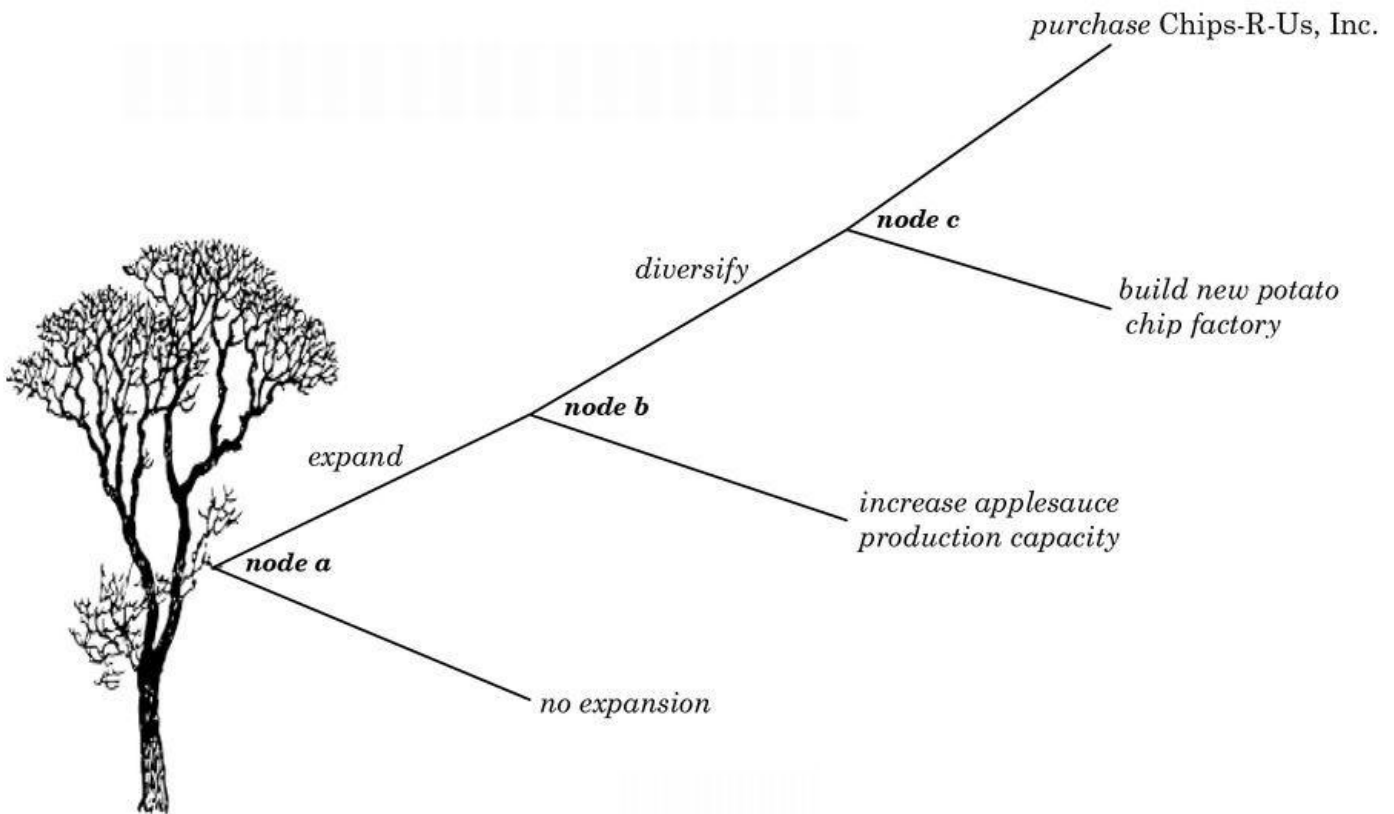 purchase Chips-R-Us, Inc.
node c
diversify
build new potato
chip factory
node b
expand
increase applesauce
production capacity
node a
no expansion